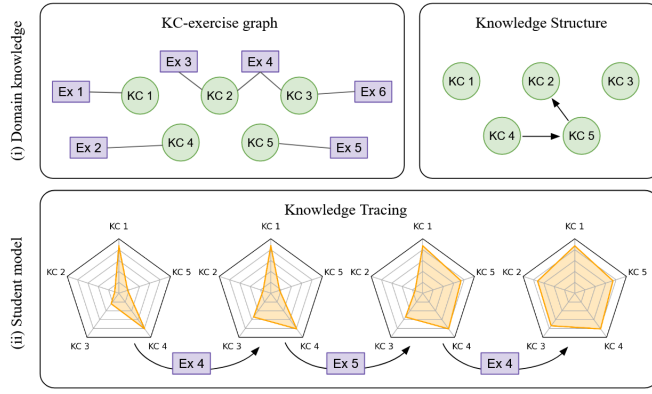 KC-exercise graph
Knowledge Structure
(i) Domain knowledge
Ex 3
Ex 4
Ex 1
KC 1
KC 2
KC 3
Ex 6
Ex 2
KC 4
KC 5
Ex 5
KC 1
KC 2
KC 3
KC 4
KC 5
(ii) Student model
Knowledge Tracing
KC 1
KC 2
KC 5
KC 3
KC 4
KC 1
KC 2
KC 5
KC 3
KC 4
KC 1
KC 2
KC 5
KC 3
KC 4
KC 1
KC 2
KC 5
KC 3
KC 4
Ex 4
Ex 5
Ex 4